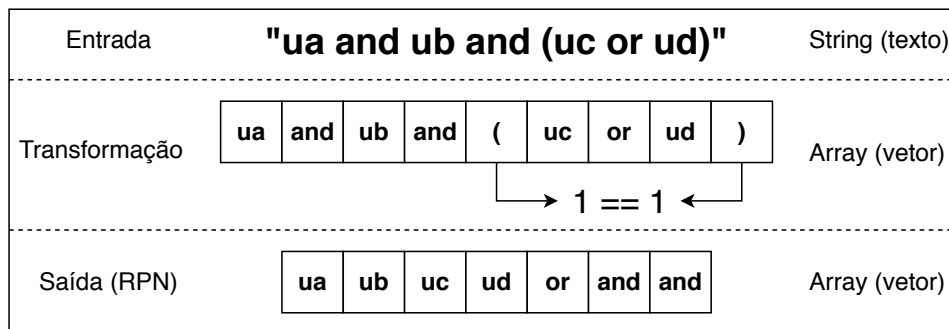 Entrada "ua and ub and (uc or ud)" String (texto)
Transformação ua and ub and ( uc or ud ) Array (vetor)
1 == 1
Saída (RPN) ua ub uc ud or and and Array (vetor)